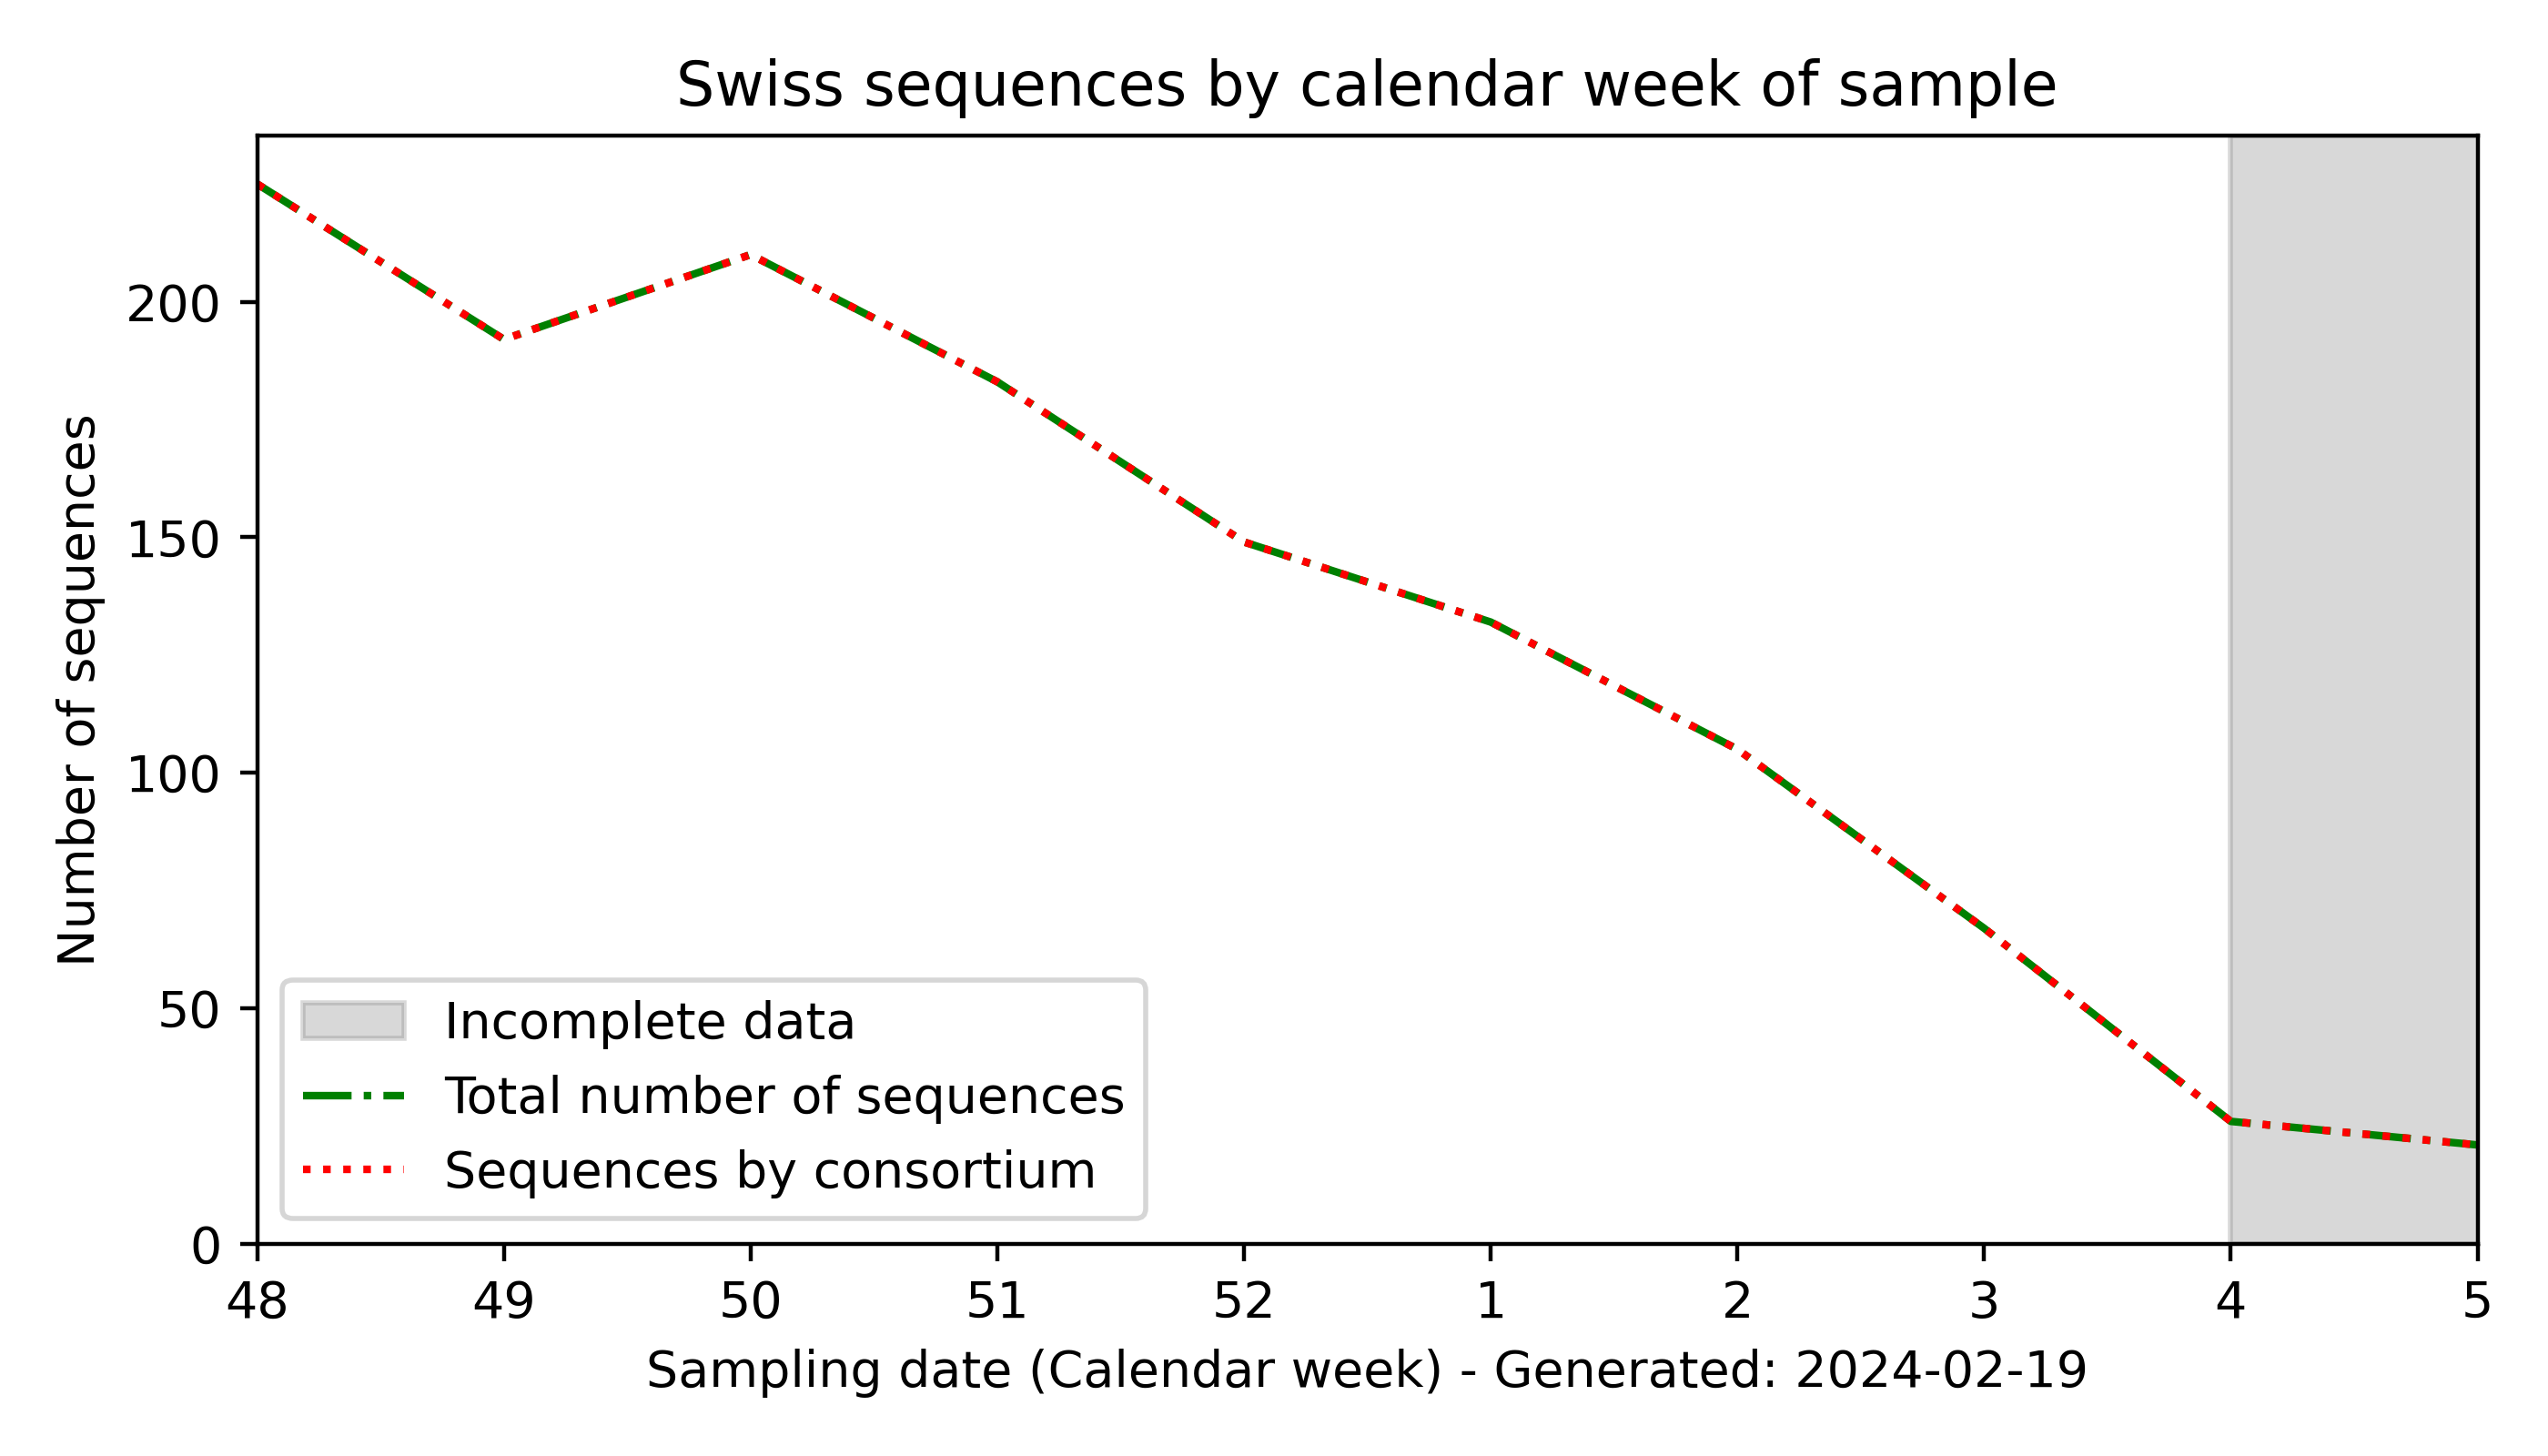 Swiss sequences by calendar week of sample
Number of sequences
200
150
100
50
0
Incomplete data
Total number of sequences
Sequences by consortium
48 49 50 51 52 1 2 3 4 5
Sampling date (Calendar week) - Generated: 2024-02-19